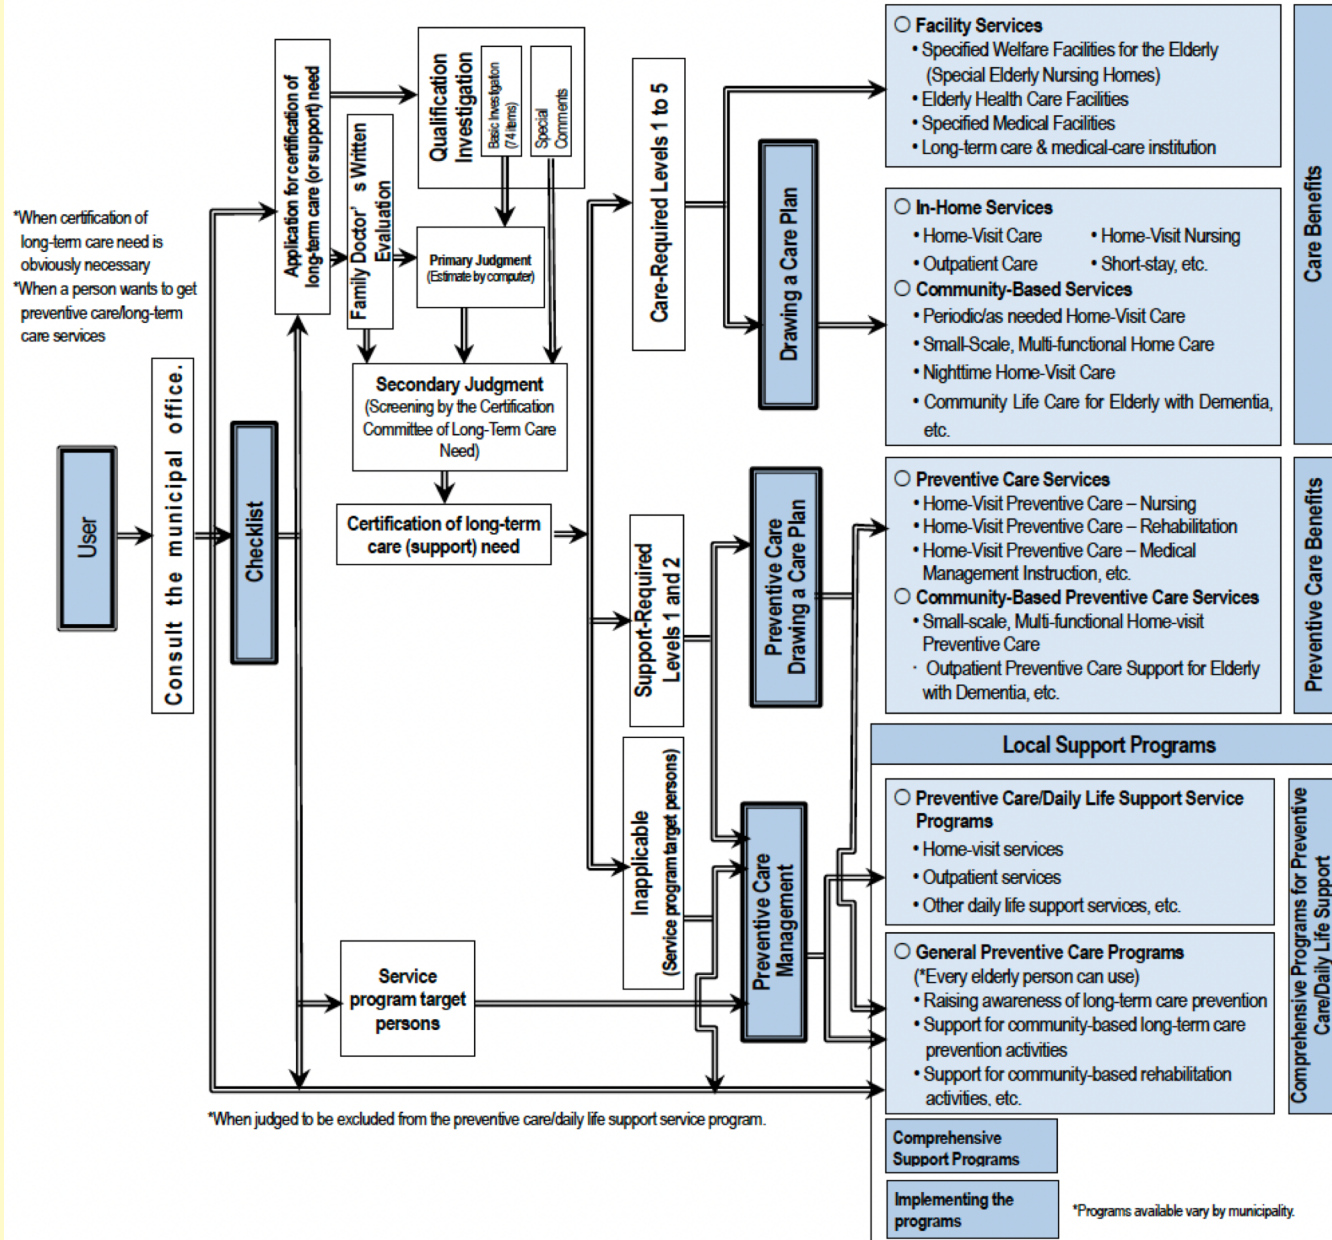 *When certification of
long-term care need is
obviously necessary
*When a person wants to get
preventive care/long-term
care services
User
Consult the municipal office.
Checklist
Application for certification of
long-term care (or support) need
Qualification
Investigation
Basic Investigation
(74 items)
Special
Comments
Family Doctor's Written
Evaluation
Primary Judgment
(Estimate by computer)
Secondary Judgment
(Screening by the Certification
Committee of Long-Term Care
Need)
Certification of long-term
care (support) need
Service
program target
persons
*When judged to be excluded from the preventive care/daily life support service program.
Care-Required Levels 1 to 5
Support-Required
Levels 1 and 2
Inapplicable
(Service program target persons)
Drawing a Care Plan
Preventive Care
Drawing a Care Plan
Preventive Care
Management
○ Facility Services
• Specified Welfare Facilities for the Elderly
(Special Elderly Nursing Homes)
• Elderly Health Care Facilities
• Specified Medical Facilities
• Long-term care & medical-care institution
○ In-Home Services
• Home-Visit Care • Home-Visit Nursing
• Outpatient Care • Short-stay, etc.
○ Community-Based Services
• Periodic/as needed Home-Visit Care
• Small-Scale, Multi-functional Home Care
• Nighttime Home-Visit Care
• Community Life Care for Elderly with Dementia,
etc.
Care Benefits
○ Preventive Care Services
• Home-Visit Preventive Care – Nursing
• Home-Visit Preventive Care – Rehabilitation
• Home-Visit Preventive Care – Medical
Management Instruction, etc.
○ Community-Based Preventive Care Services
• Small-scale, Multi-functional Home-visit
Preventive Care
· Outpatient Preventive Care Support for Elderly
with Dementia, etc.
Preventive Care Benefits
Local Support Programs
○ Preventive Care/Daily Life Support Service
Programs
• Home-visit services
• Outpatient services
• Other daily life support services, etc.
○ General Preventive Care Programs
(*Every elderly person can use)
• Raising awareness of long-term care prevention
• Support for community-based long-term care
prevention activities
• Support for community-based rehabilitation
activities, etc.
Comprehensive Programs for Preventive
Care/Daily Life Support
Comprehensive
Support Programs
Implementing the
programs
*Programs available vary by municipality.